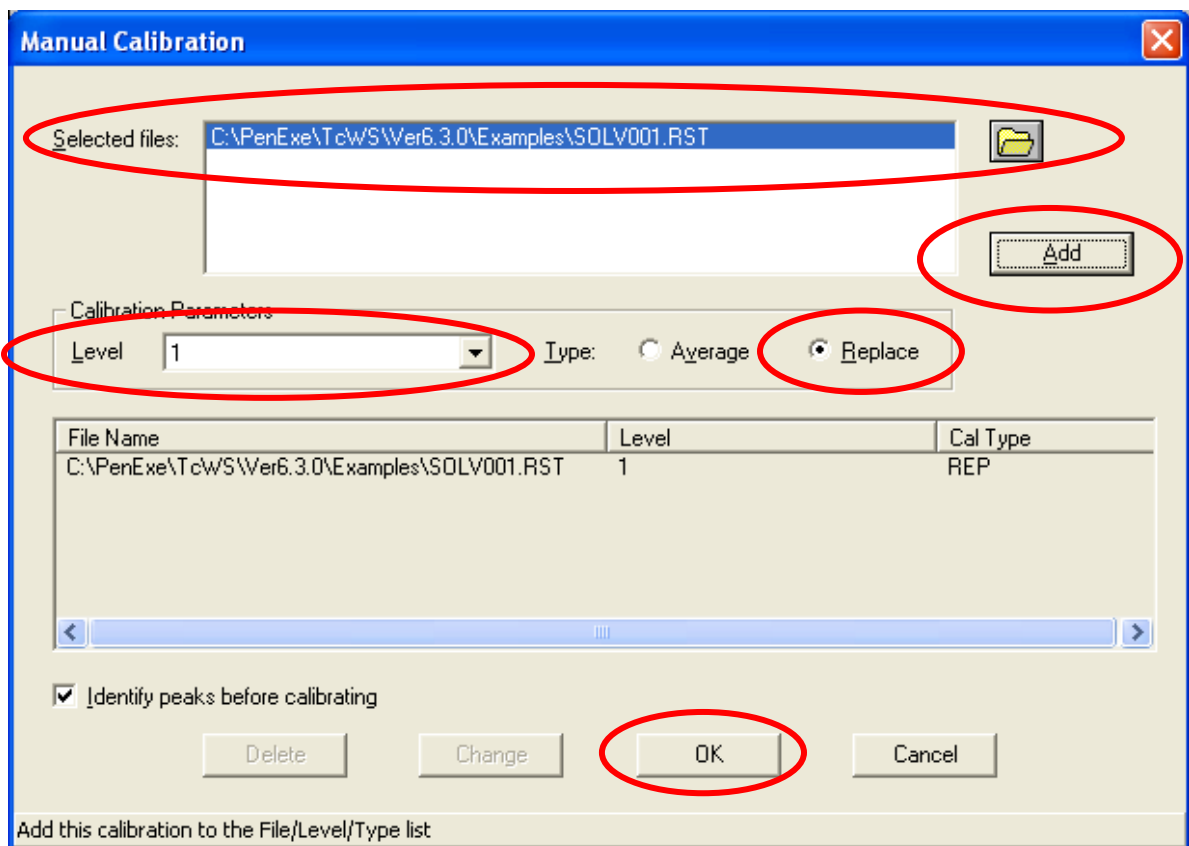 Manual Calibration
Selected files: C:\PenExe\TcWS\Ver6.3.0\Examples\SOLV001.RST
Add
Calibration Parameters
Level 1 Type: Average Replace
File Name Level Cal Type
C:\PenExe\TcWS\Ver6.3.0\Examples\SOLV001.RST 1 REP
Identify peaks before calibrating
Delete Change OK Cancel
Add this calibration to the File/Level/Type list